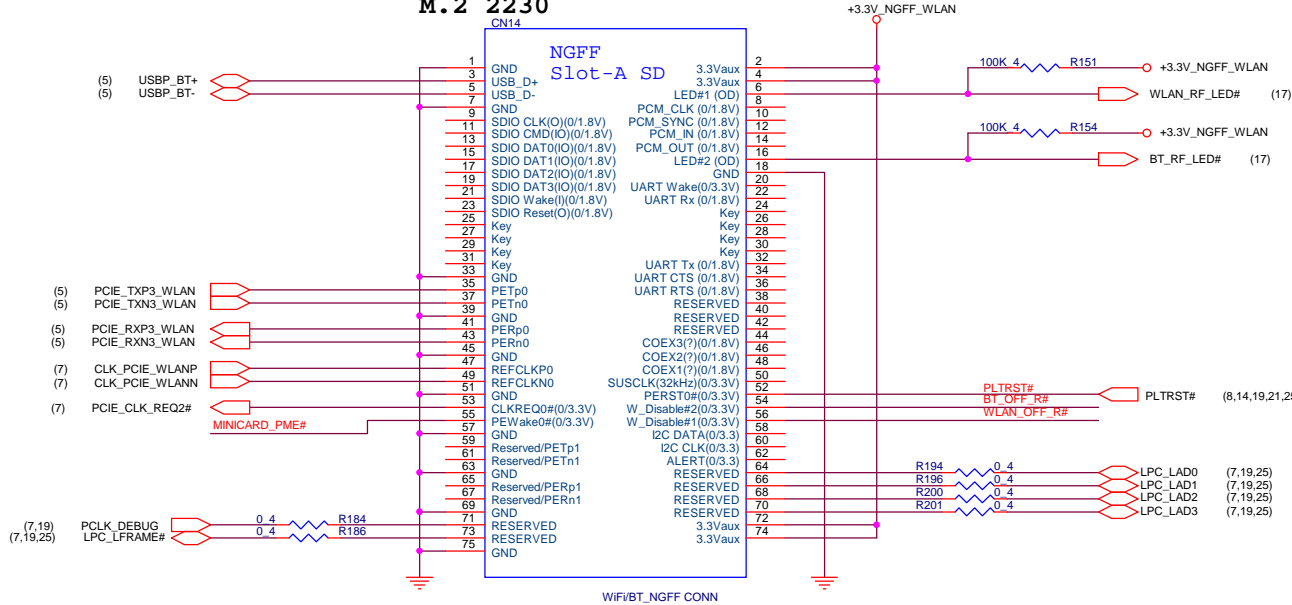 M.2 2230
+3.3V_NGFF_WLAN
CN14
NGFF
Slot-A SD
(5) USBP_BT+
(5) USBP_BT-
1 GND
3 USB_D+
5 USB_D-
7 GND
9 SDIO CLK(O)(0/1.8V)
11 SDIO CMD(IO)(0/1.8V)
13 SDIO DAT0(IO)(0/1.8V)
15 SDIO DAT1(IO)(0/1.8V)
17 SDIO DAT2(IO)(0/1.8V)
19 SDIO DAT3(IO)(0/1.8V)
21 SDIO Wake(I)(0/1.8V)
23 SDIO Reset(O)(0/1.8V)
25 Key
27 Key
29 Key
31 Key
33 GND
(5) PCIE_TXP3_WLAN 35 PETp0
(5) PCIE_TXN3_WLAN 37 PETn0
39 GND
(5) PCIE_RXP3_WLAN 41 PERp0
(5) PCIE_RXN3_WLAN 43 PERn0
45 GND
(7) CLK_PCIE_WLANP 47 REFCLKP0
(7) CLK_PCIE_WLANN 49 REFCLKN0
51 GND
(7) PCIE_CLK_REQ2# 53 CLKREQ0#(0/3.3V)
MINICARD_PME# 55 PEWake0#(0/3.3V)
57 GND
59 Reserved/PETp1
61 Reserved/PETn1
63 GND
65 Reserved/PERp1
67 Reserved/PERn1
69 GND
(7,19) PCLK_DEBUG 0_4 R184 71 RESERVED
(7,19,25) LPC_LFRAME# 0_4 R186 73 RESERVED
75 GND
3.3Vaux 2
3.3Vaux 4
LED#1 (OD) 6
PCM_CLK (0/1.8V) 8
PCM_SYNC (0/1.8V) 10
PCM_IN (0/1.8V) 12
PCM_OUT (0/1.8V) 14
LED#2 (OD) 16
GND 18
UART Wake(0/3.3V) 20
UART Rx (0/1.8V) 22
Key 24
Key 26
Key 28
Key 30
UART Tx (0/1.8V) 32
UART CTS (0/1.8V) 34
UART RTS (0/1.8V) 36
RESERVED 38
RESERVED 40
RESERVED 42
COEX3(?)(0/1.8V) 44
COEX2(?)(0/1.8V) 46
COEX1(?)(0/1.8V) 48
SUSCLK(32kHz)(0/3.3V) 50
PERST0#(0/3.3V) 52
W_Disable#2(0/3.3V) 54
W_Disable#1(0/3.3V) 56
I2C DATA(0/3.3) 58
I2C CLK(0/3.3) 60
ALERT(0/3.3) 62
RESERVED 64
RESERVED 66
RESERVED 68
RESERVED 70
3.3Vaux 72
3.3Vaux 74
100K_4 R151 +3.3V_NGFF_WLAN
WLAN_RF_LED# (17)
100K_4 R154 +3.3V_NGFF_WLAN
BT_RF_LED# (17)
PLTRST#
BT_OFF_R#
WLAN_OFF_R#
PLTRST# (8,14,19,21,25
R194 0_4 LPC_LAD0 (7,19,25)
R196 0_4 LPC_LAD1 (7,19,25)
R200 0_4 LPC_LAD2 (7,19,25)
R201 0_4 LPC_LAD3 (7,19,25)
WiFi/BT_NGFF CONN